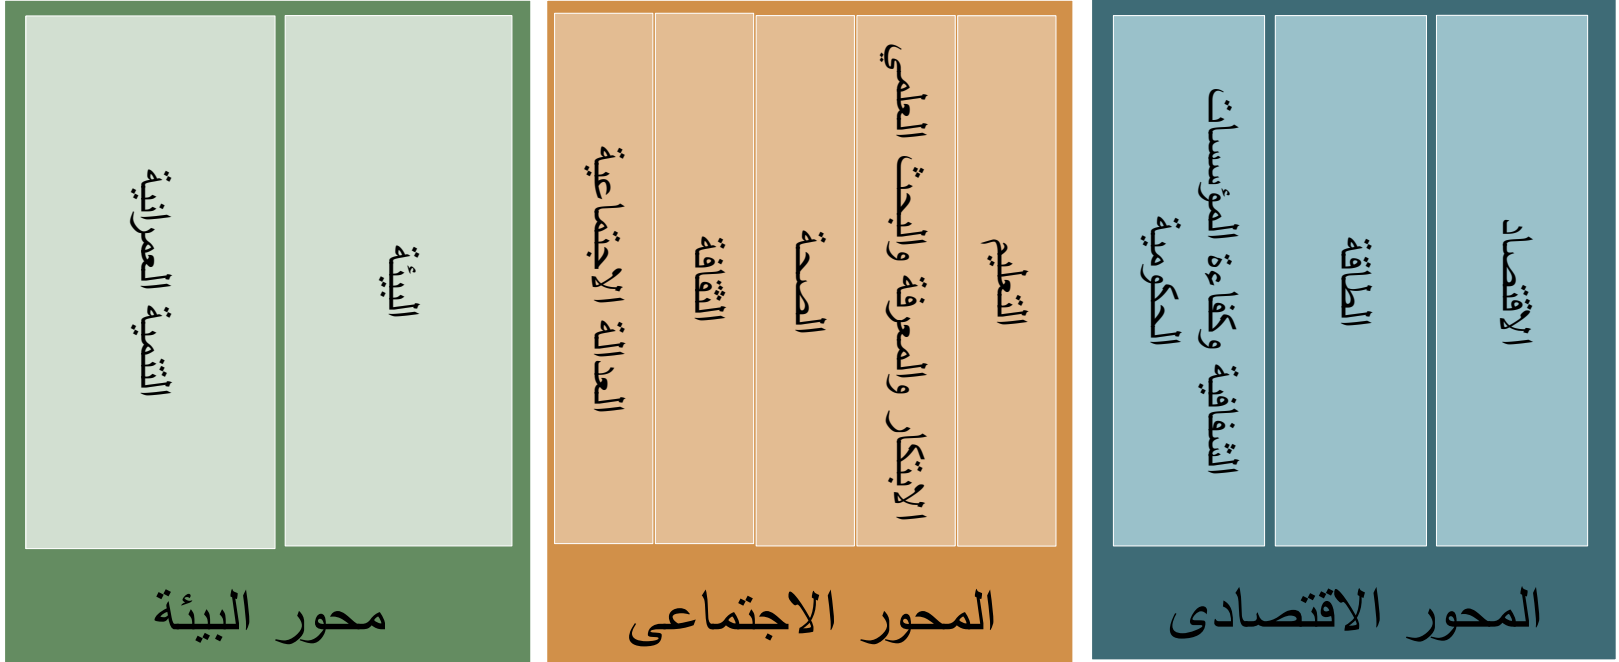 الاقتصاد
الطاقة
الشفافية وكفاءة المؤسسات
الحكومية
المحور الاقتصادى
التعليم
الابتكار والمعرفة والبحث العلمي
الصحة
الثقافة
العدالة الاجتماعية
المحور الاجتماعى
البيئة
التنمية العمرانية
محور البيئة